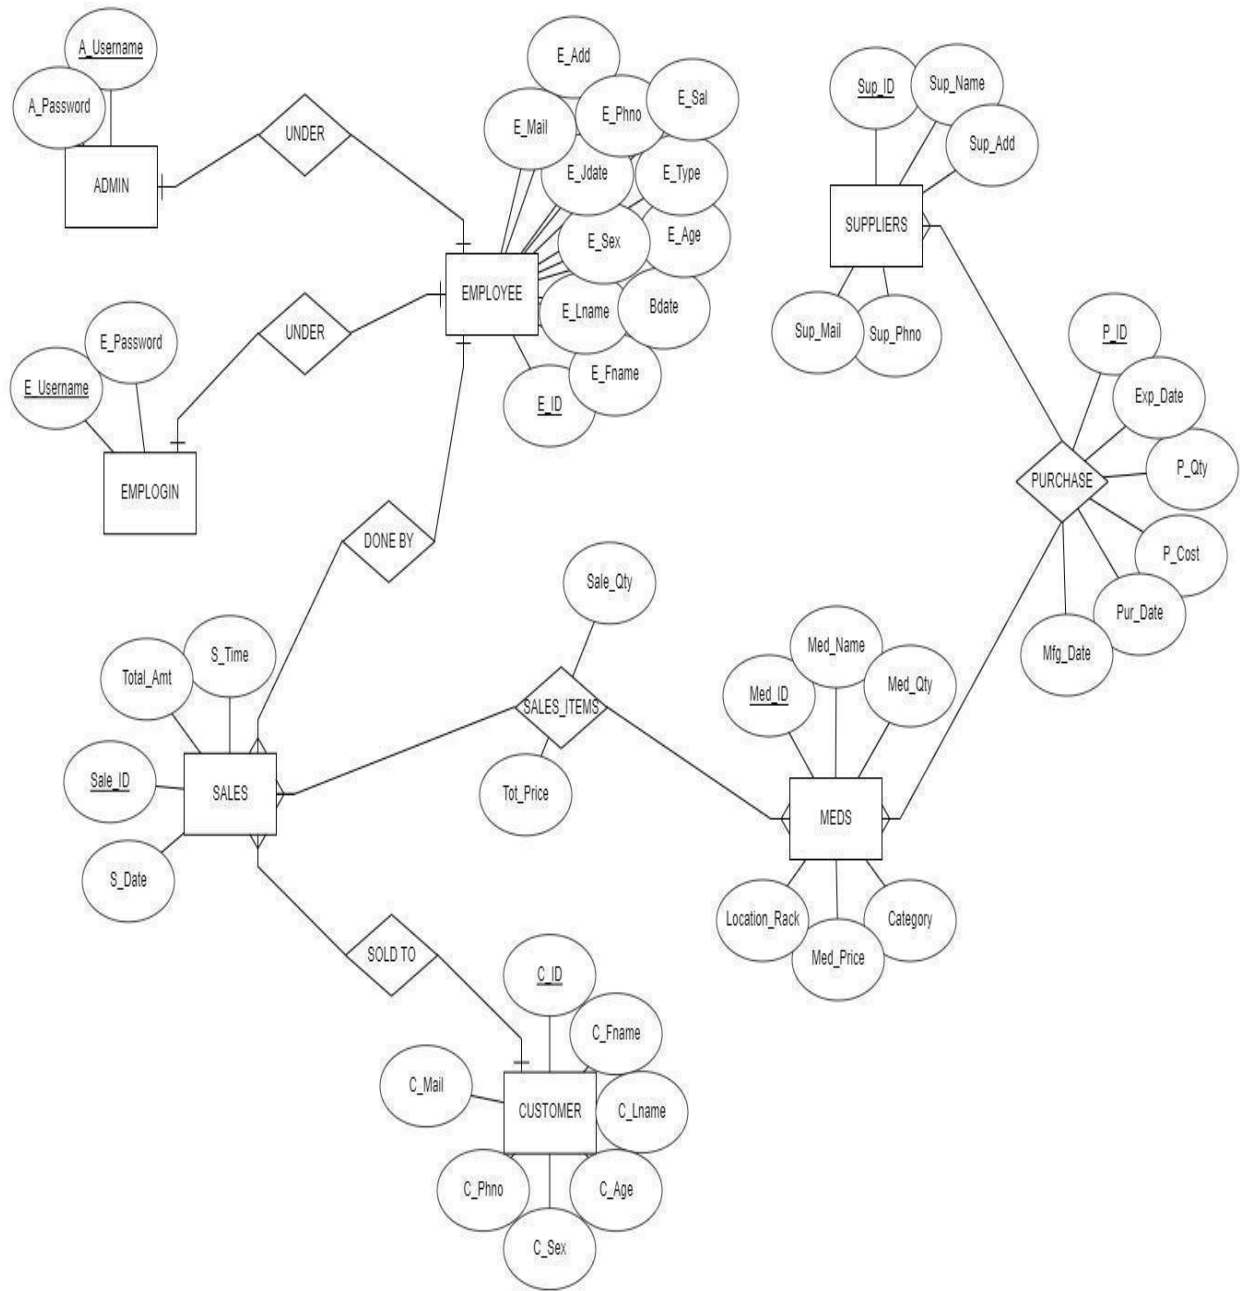 A_Username
A_Password
ADMIN
UNDER
E_Add
E_Mail
E_Phno
E_Sal
E_Jdate
E_Type
E_Sex
E_Age
E_Lname
Bdate
E_Fname
E_ID
EMPLOYEE
UNDER
E_Password
E_Username
EMPLOGIN
DONE BY
Sup_ID
Sup_Name
Sup_Add
SUPPLIERS
Sup_Mail
Sup_Phno
P_ID
Exp_Date
P_Qty
PURCHASE
P_Cost
Pur_Date
Mfg_Date
Sale_Qty
SALES_ITEMS
Tot_Price
S_Time
Total_Amt
Sale_ID
SALES
S_Date
Med_Name
Med_ID
Med_Qty
MEDS
Location_Rack
Med_Price
Category
SOLD TO
C_ID
C_Fname
C_Mail
CUSTOMER
C_Lname
C_Phno
C_Age
C_Sex